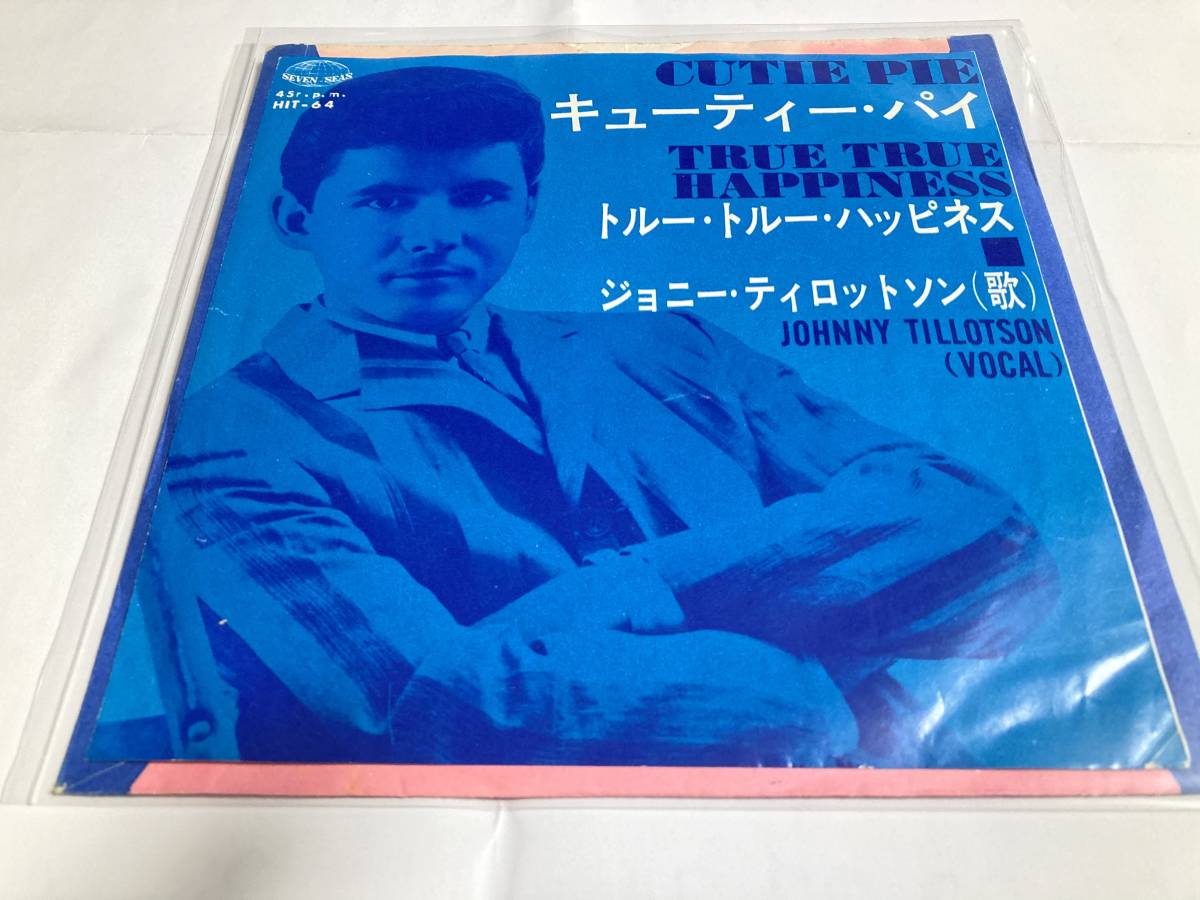 SEVEN-SEAS
45r.p.m.
HIT-64
CUTIE PIE
キューティー・パイ
TRUE TRUE
HAPPINESS
トルー・トルー・ハッピネス
ジョニー・ティロットソン(歌)
JOHNNY TILLOTSON
(VOCAL)